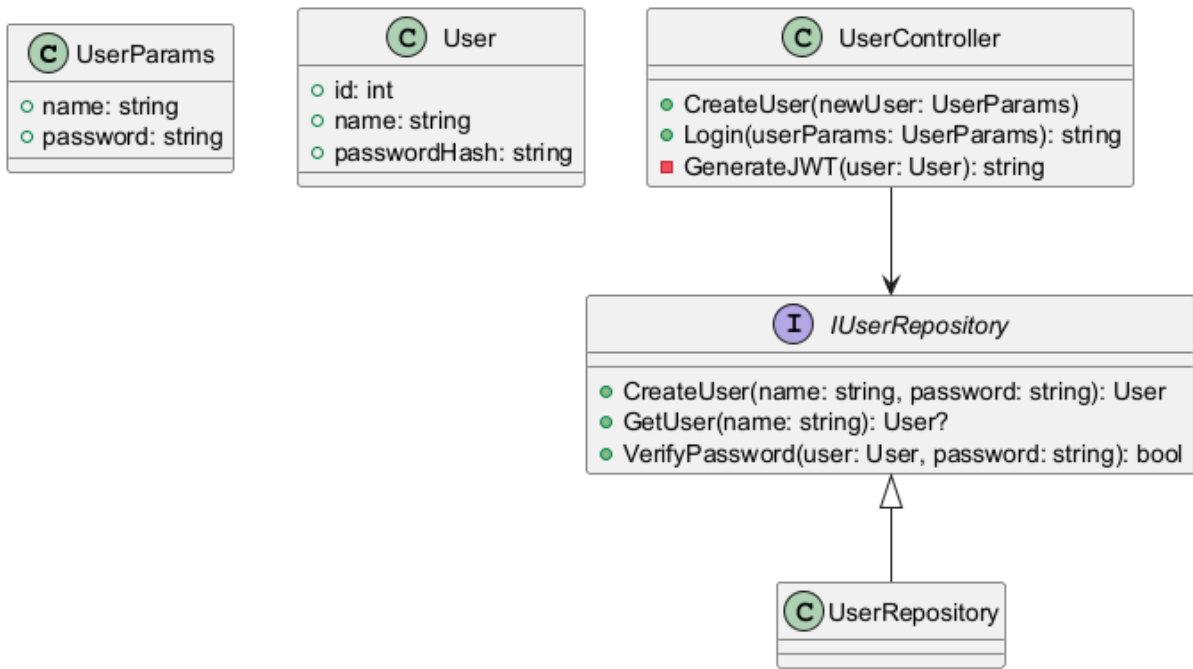 C UserParams
name: string
password: string
C User
id: int
name: string
passwordHash: string
C UserController
CreateUser(newUser: UserParams)
Login(userParams: UserParams): string
GenerateJWT(user: User): string
I IUserRepository
CreateUser(name: string, password: string): User
GetUser(name: string): User?
VerifyPassword(user: User, password: string): bool
C UserRepository